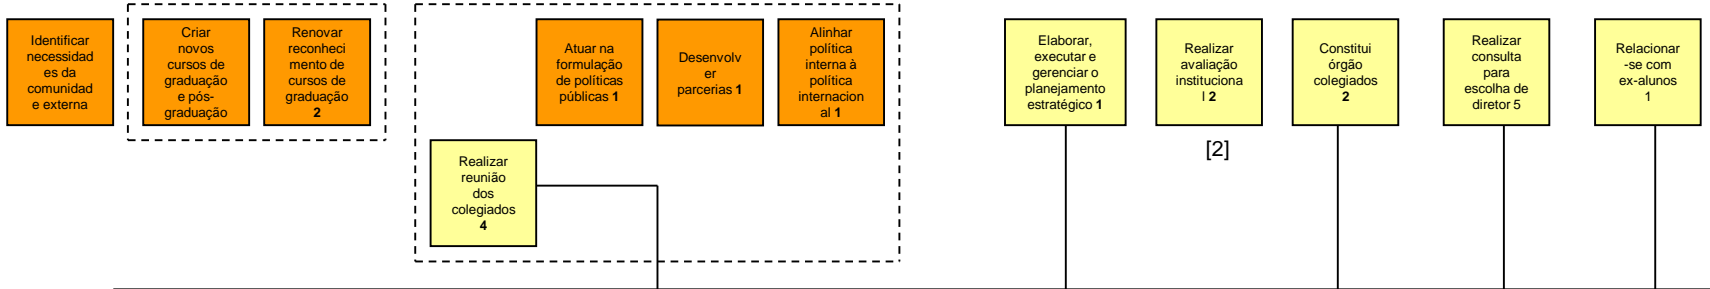 Identificar
necessidad
es da
comunidad
e externa
Criar
novos
cursos de
graduação
e pós-
graduação
Renovar
reconheci
mento de
cursos de
graduação
2
Atuar na
formulação
de políticas
públicas 1
Desenvolv
er
parcerias 1
Alinhar
política
interna à
política
internacion
al 1
Realizar
reunião
dos
colegiados
4
Elaborar,
executar e
gerenciar o
planejamento
estratégico 1
Realizar
avaliação
instituciona
l 2
[2]
Constitui
órgão
colegiados
2
Realizar
consulta
para
escolha de
diretor 5
Relacionar
-se com
ex-alunos
1